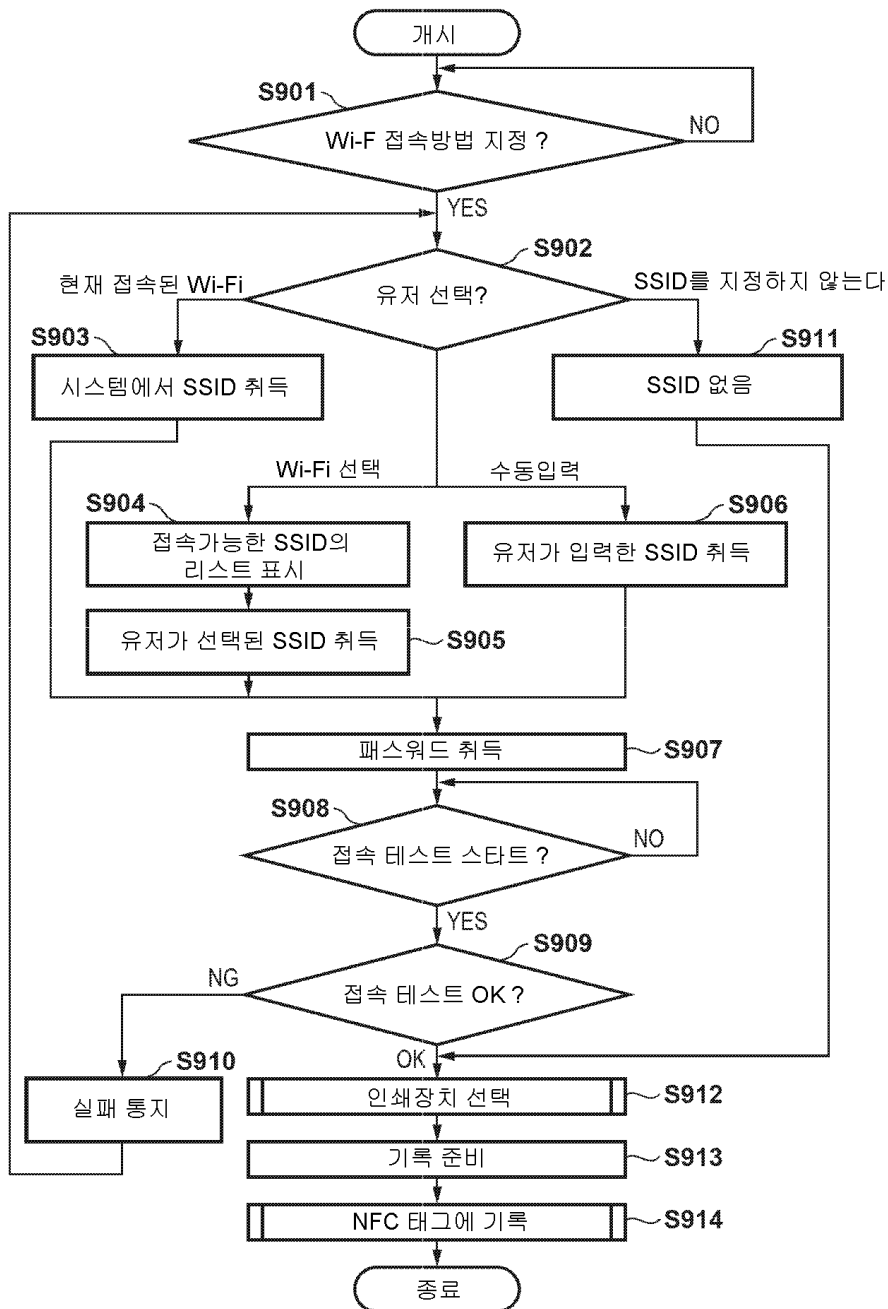 개시
S901
Wi-F 접속방법 지정 ?
NO
YES
S902
현재 접속된 Wi-Fi
유저 선택?
SSID를 지정하지 않는다
S903
시스템에서 SSID 취득
S911
SSID 없음
Wi-Fi 선택
수동입력
S904
접속가능한 SSID의
리스트 표시
S906
유저가 입력한 SSID 취득
유저가 선택된 SSID 취득
S905
패스워드 취득
S907
S908
접속 테스트 스타트 ?
NO
YES
S909
NG
접속 테스트 OK ?
OK
S910
실패 통지
인쇄장치 선택
S912
기록 준비
S913
NFC 태그에 기록
S914
종료